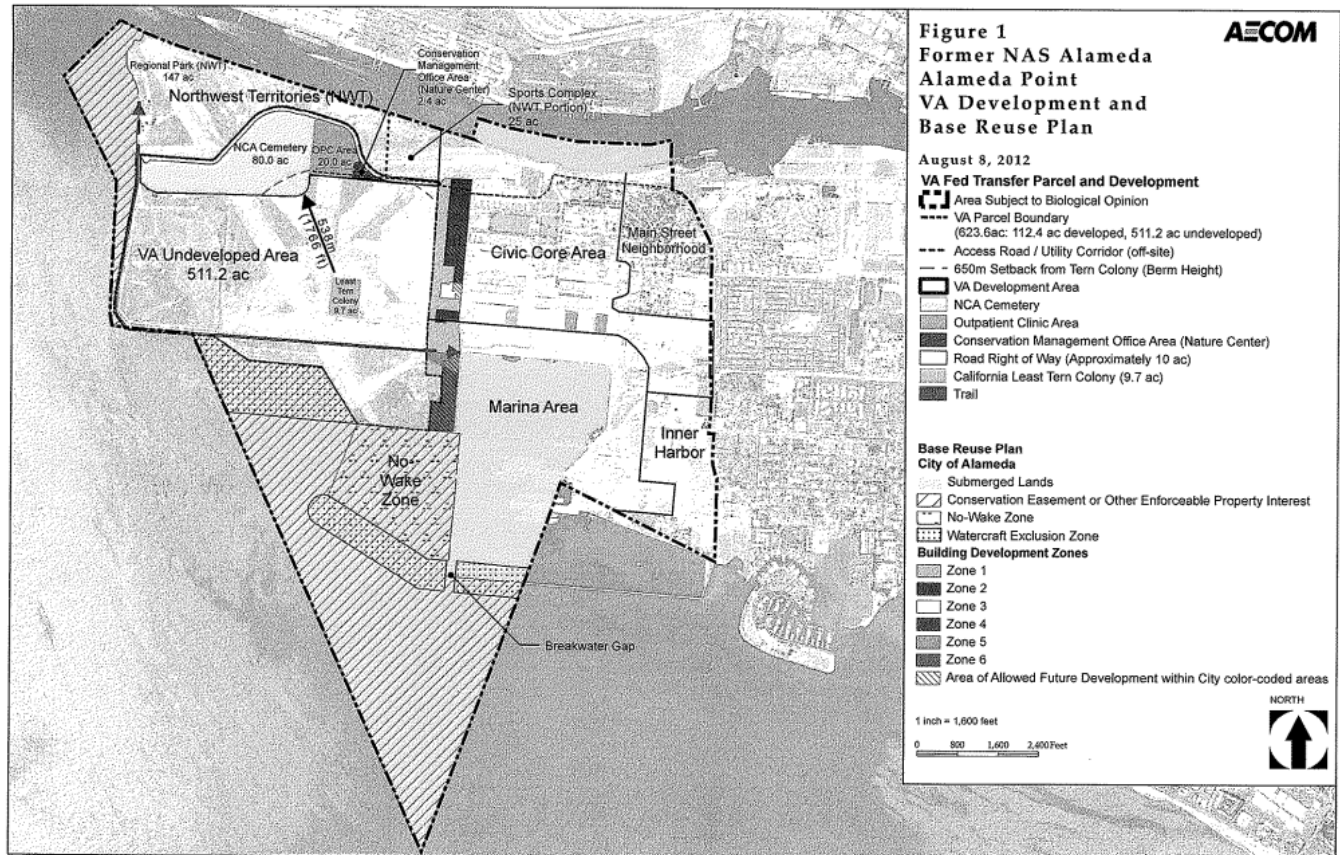 Regional Park (NWT)
147 ac
Northwest Territories (NWT)
Conservation
Management
Office Area
(Nature Center)
2.4 ac
Sports Complex
(NWT Portion)
25 ac
NCA Cemetery
80.0 ac
OPC Area
20.0 ac
538m
(1766 ft)
VA Undeveloped Area
511.2 ac
Least
Tern
Colony
9.7 ac
Civic Core Area
Main Street
Neighborhood
Marina Area
Inner
Harbor
No-
Wake
Zone
Breakwater Gap
Figure 1
Former NAS Alameda
Alameda Point
VA Development and
Base Reuse Plan
AECOM
August 8, 2012
VA Fed Transfer Parcel and Development
Area Subject to Biological Opinion
VA Parcel Boundary
(623.6ac: 112.4 ac developed, 511.2 ac undeveloped)
Access Road / Utility Corridor (off-site)
650m Setback from Tern Colony (Berm Height)
VA Development Area
NCA Cemetery
Outpatient Clinic Area
Conservation Management Office Area (Nature Center)
Road Right of Way (Approximately 10 ac)
California Least Tern Colony (9.7 ac)
Trail
Base Reuse Plan
City of Alameda
Submerged Lands
Conservation Easement or Other Enforceable Property Interest
No-Wake Zone
Watercraft Exclusion Zone
Building Development Zones
Zone 1
Zone 2
Zone 3
Zone 4
Zone 5
Zone 6
Area of Allowed Future Development within City color-coded areas
NORTH
1 inch = 1,600 feet
0 800 1,600 2,400 Feet